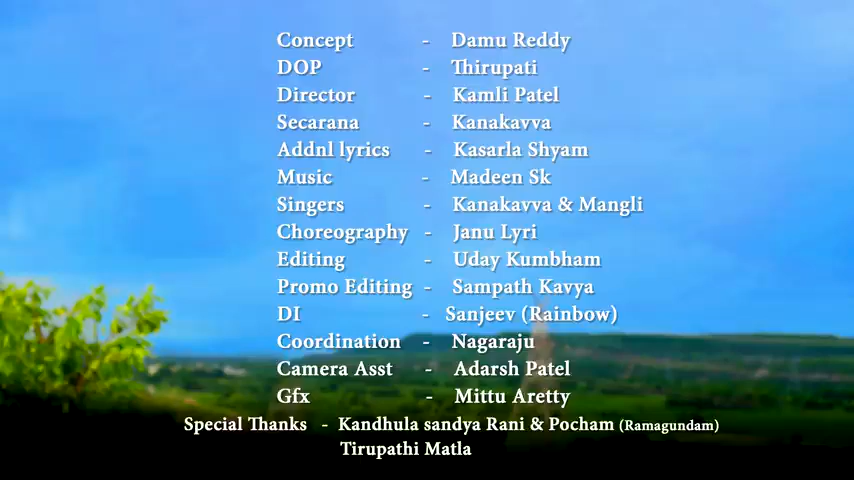 Concept - Damu Reddy
DOP - Thirupati
Director - Kamli Patel
Secarana - Kanakavva
Addnl lyrics - Kasarla Shyam
Music - Madeen Sk
Singers - Kanakavva & Mangli
Choreography - Janu Lyri
Editing - Uday Kumbham
Promo Editing - Sampath Kavya
DI - Sanjeev (Rainbow)
Coordination - Nagaraju
Camera Asst - Adarsh Patel
Gfx - Mittu Aretty
Special Thanks - Kandhula sandya Rani & Pocham (Ramagundam)
Tirupathi Matla